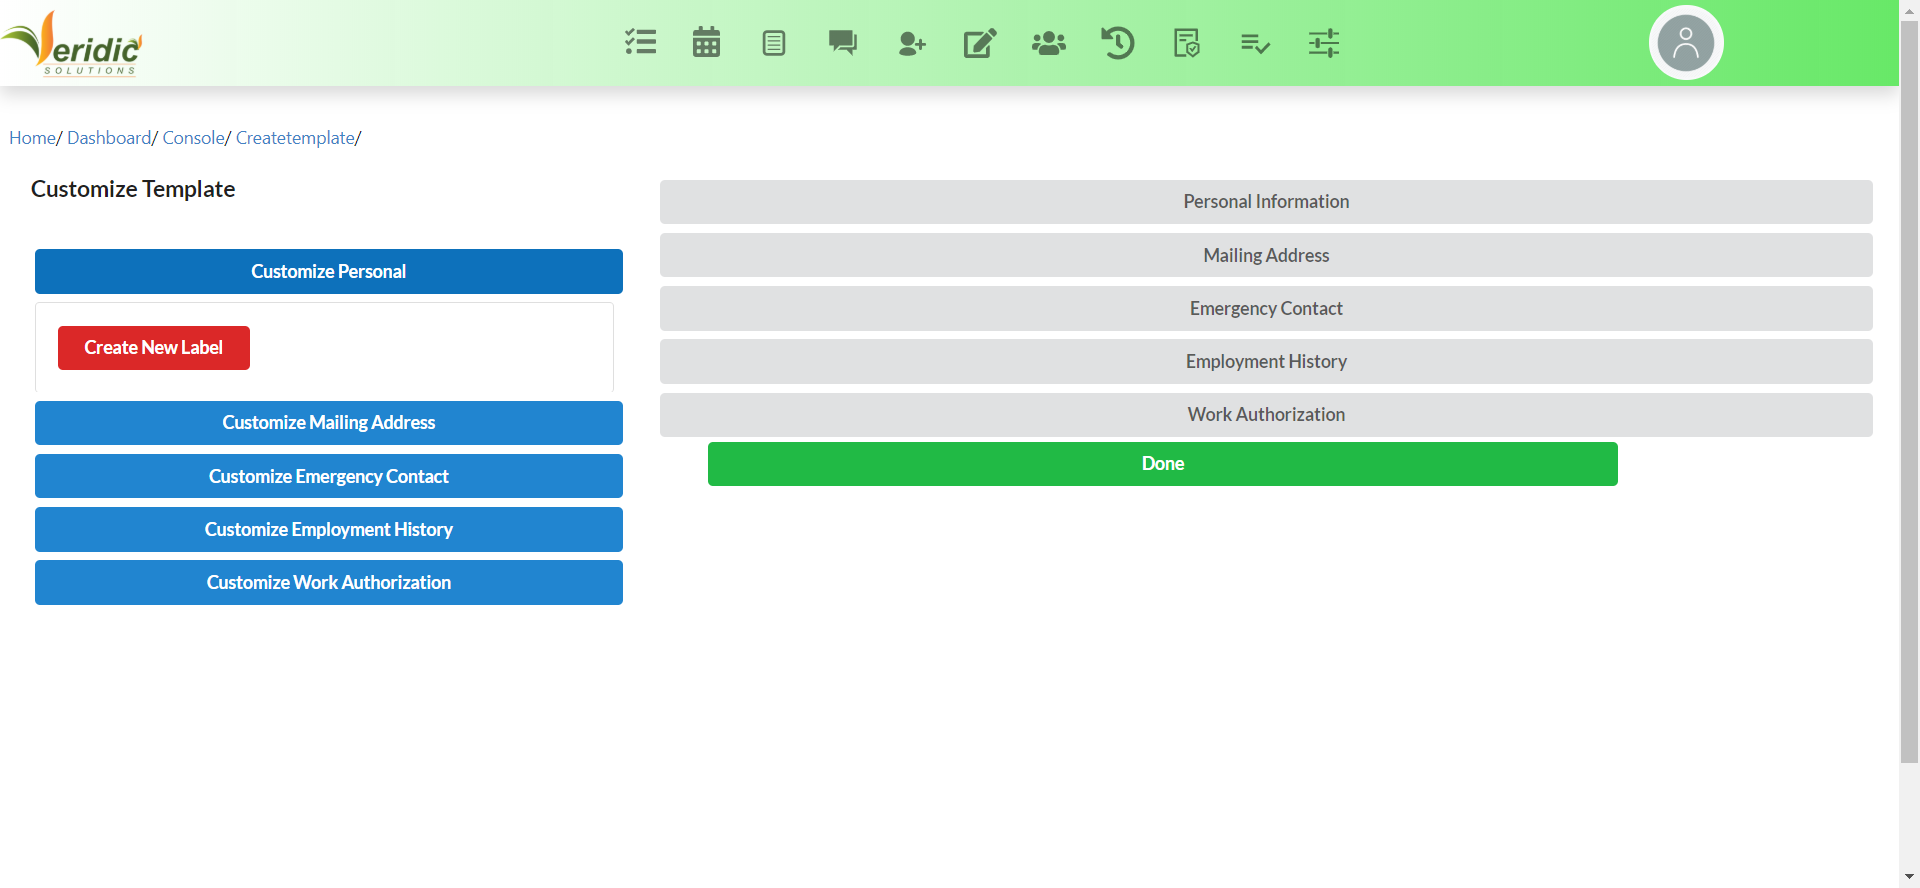 Veridic
SOLUTIONS
Home/ Dashboard/ Console/ Createtemplate/
Customize Template
Customize Personal
Create New Label
Customize Mailing Address
Customize Emergency Contact
Customize Employment History
Customize Work Authorization
Personal Information
Mailing Address
Emergency Contact
Employment History
Work Authorization
Done